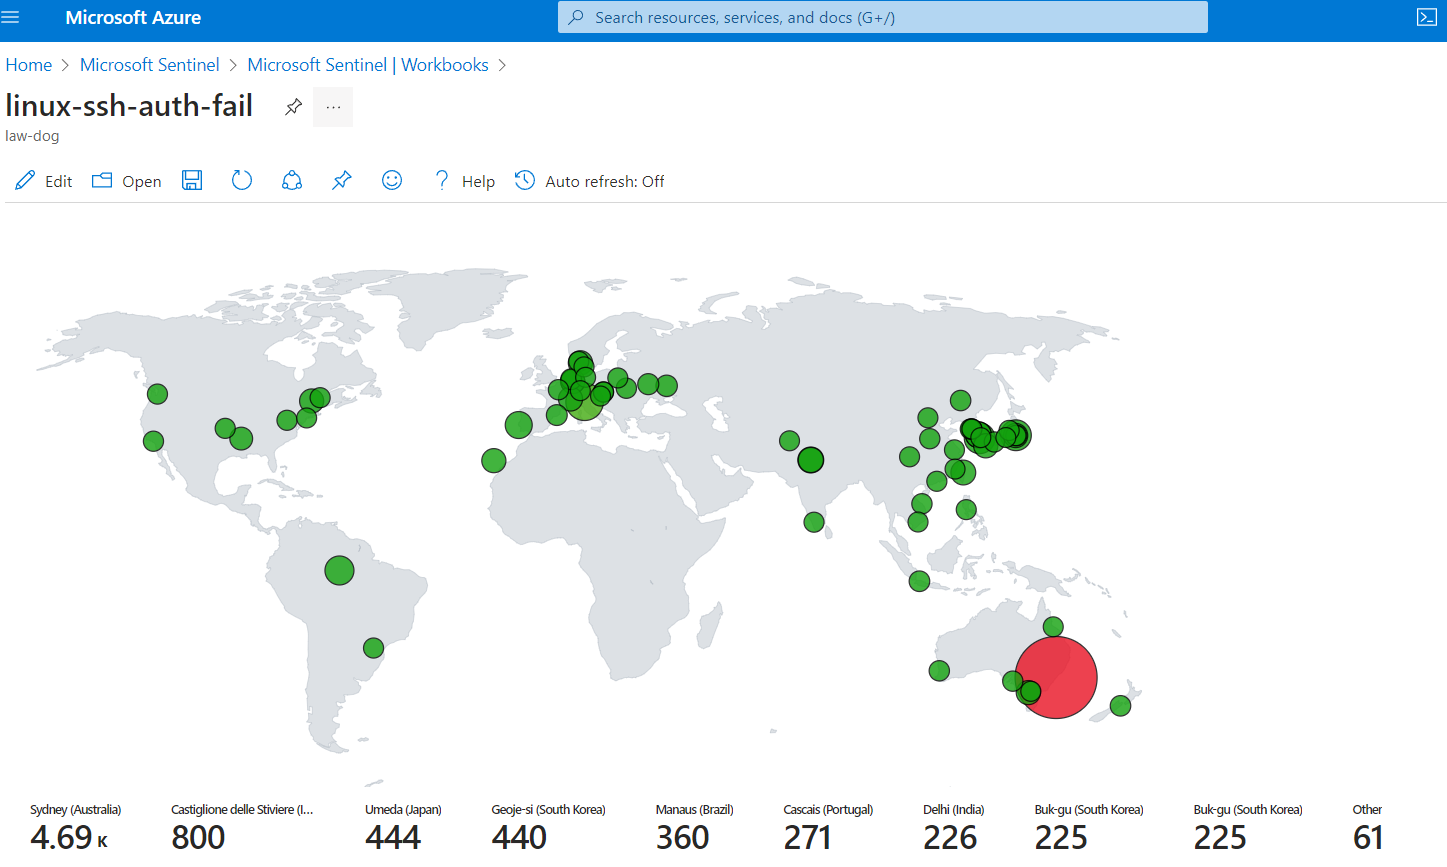 Microsoft Azure
Search resources, services, and docs (G+/)
Home > Microsoft Sentinel > Microsoft Sentinel | Workbooks >
linux-ssh-auth-fail
law-dog
Edit Open Help Auto refresh: Off
Sydney (Australia) Castiglione delle Stiviere (I... Umeda (Japan) Geoje-si (South Korea) Manaus (Brazil) Cascais (Portugal) Delhi (India) Buk-gu (South Korea) Buk-gu (South Korea) Other
4.69 K 800 444 440 360 271 226 225 225 61